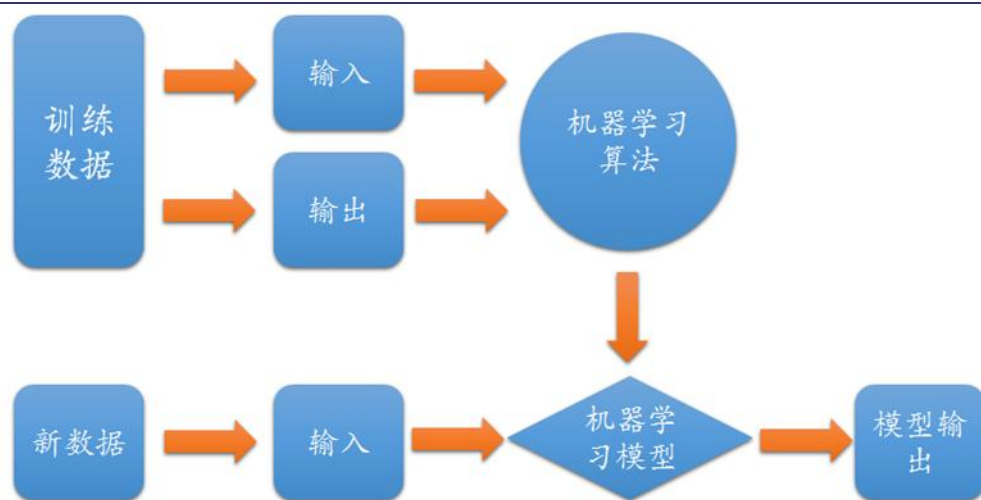 训练
数据
输入
输出
机器学习
算法
新数据
输入
机器学
习模型
模型输
出